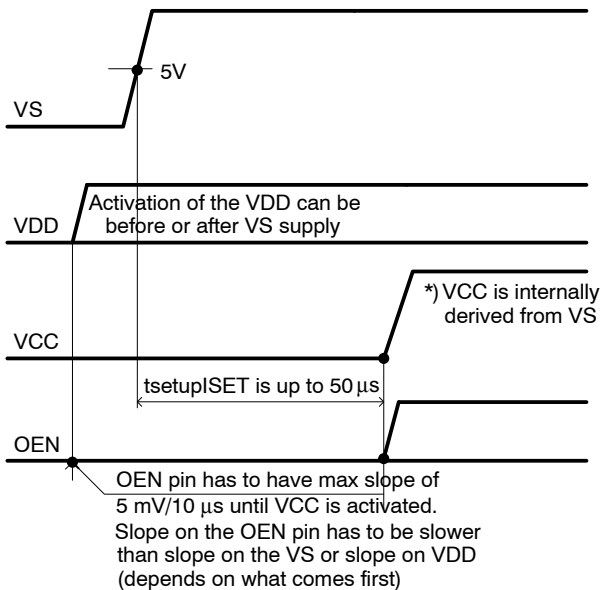 5V
VS
Activation of the VDD can be
before or after VS supply
VDD
*) VCC is internally
derived from VS
VCC
tsetupISET is up to 50 μs
OEN
OEN pin has to have max slope of
5 mV/10 μs until VCC is activated.
Slope on the OEN pin has to be slower
than slope on the VS or slope on VDD
(depends on what comes first)